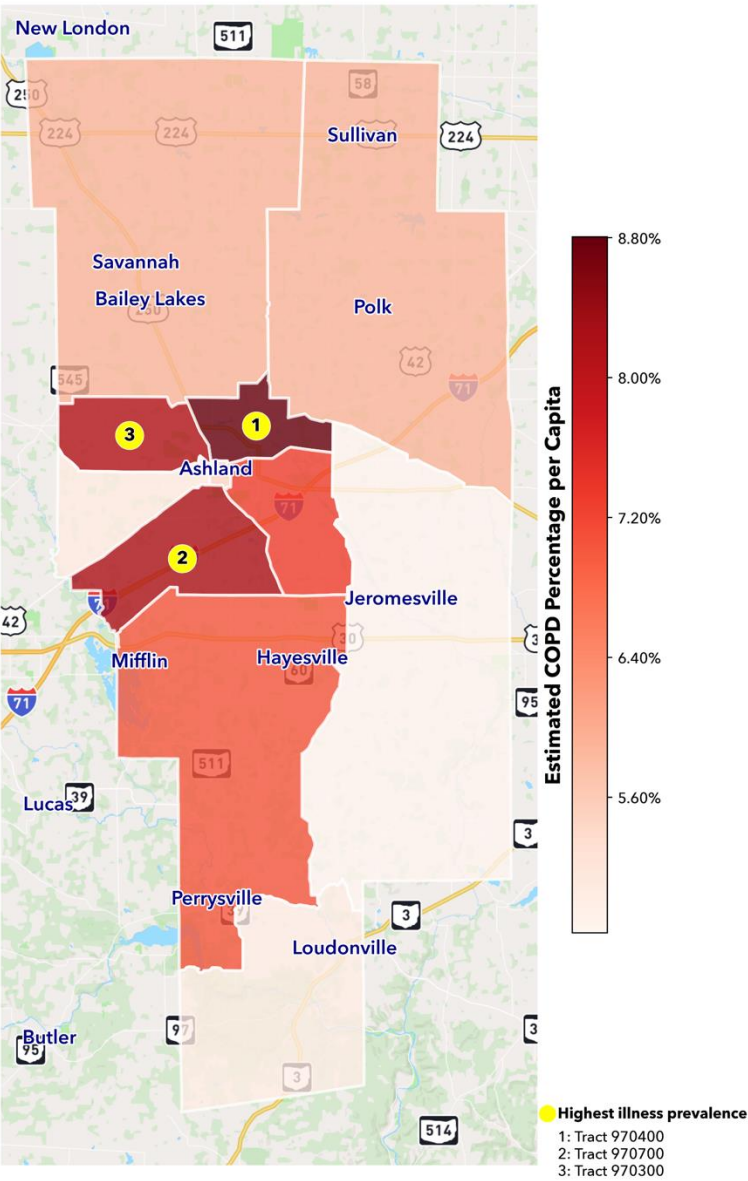 New London
511
250
58
224
224
Sullivan
224
Savannah
Bailey Lakes
250
Polk
42
545
71
3
1
Ashland
71
2
Jeromesville
42
30
3
Mifflin
Hayesville
60
71
95
511
Lucas
39
3
Perrysville
39
3
Loudonville
97
3
Butler
95
3
514
8.80%
8.00%
7.20%
6.40%
5.60%
Estimated COPD Percentage per Capita
Highest illness prevalence
1: Tract 970400
2: Tract 970700
3: Tract 970300